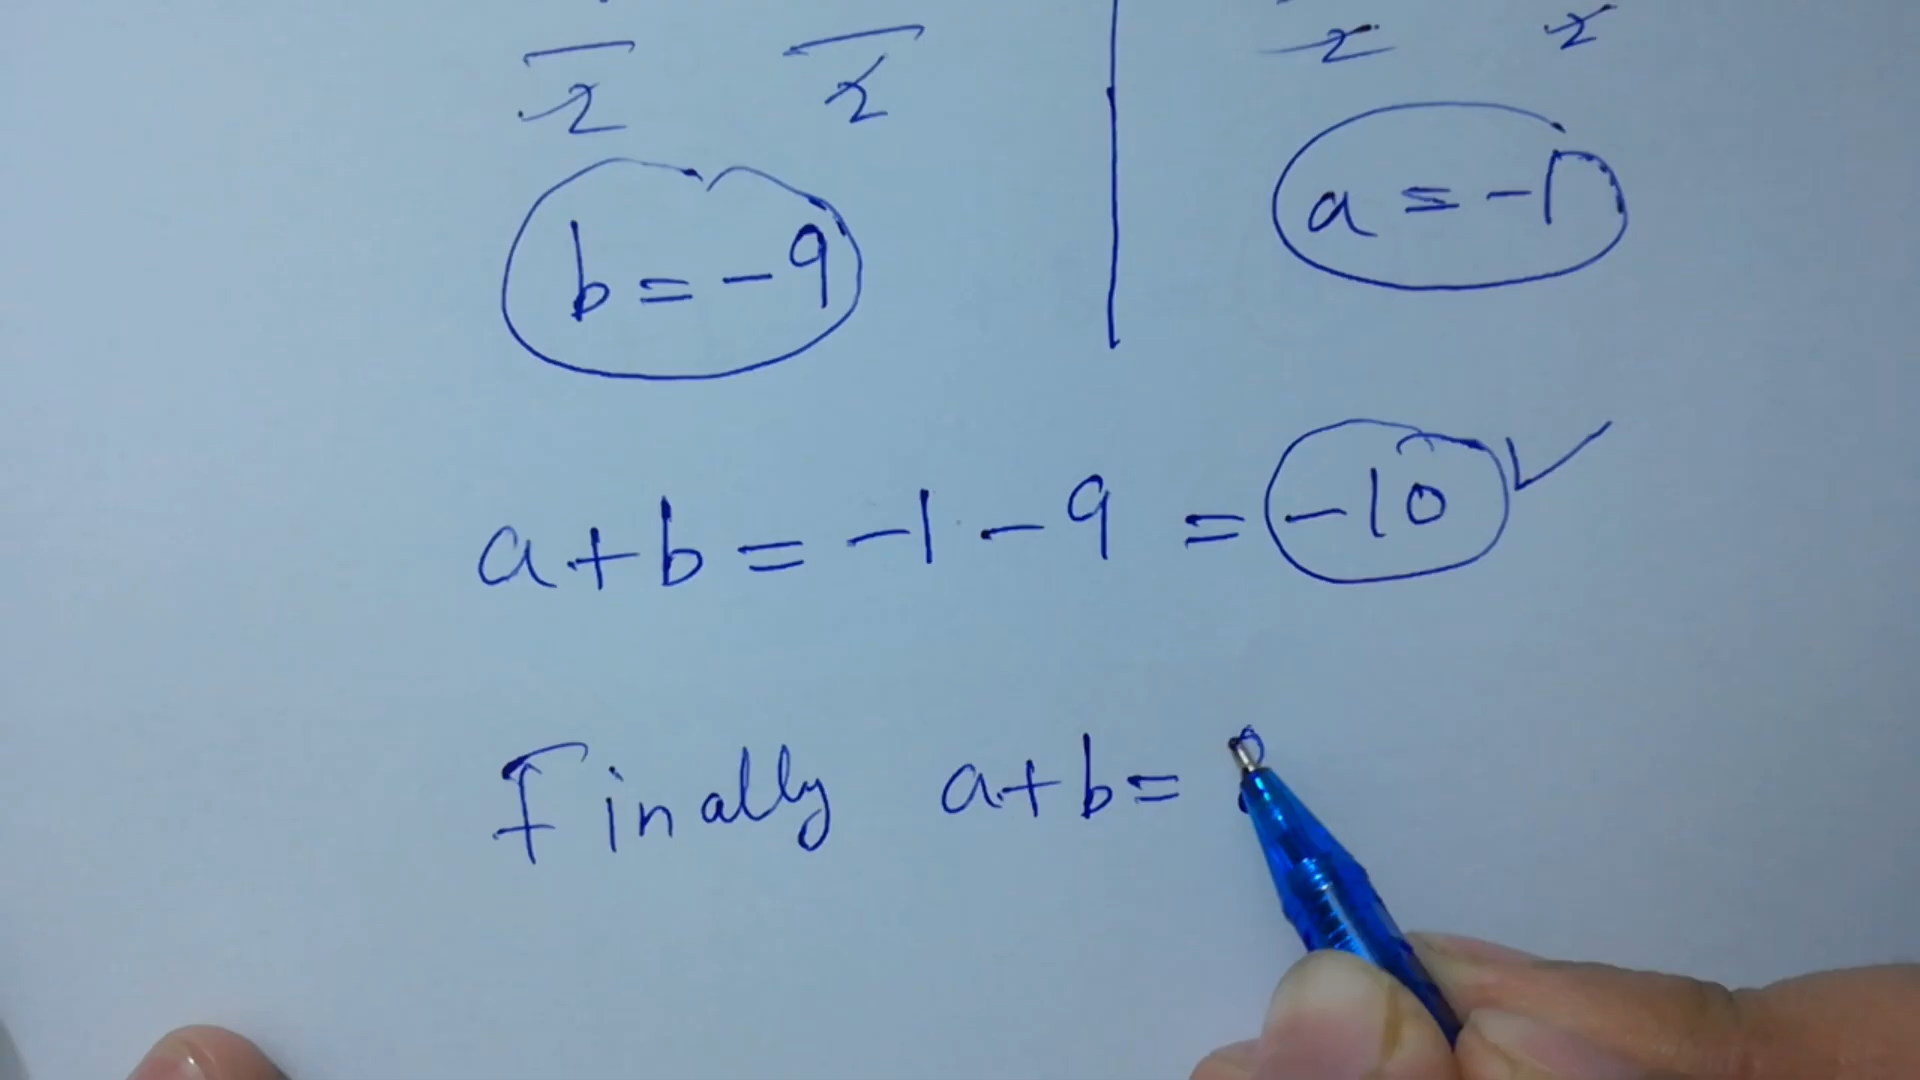 2 2 2 2
b = -9
a = -1
a+b = -1 - 9 = -10 ✓
Finally a+b =